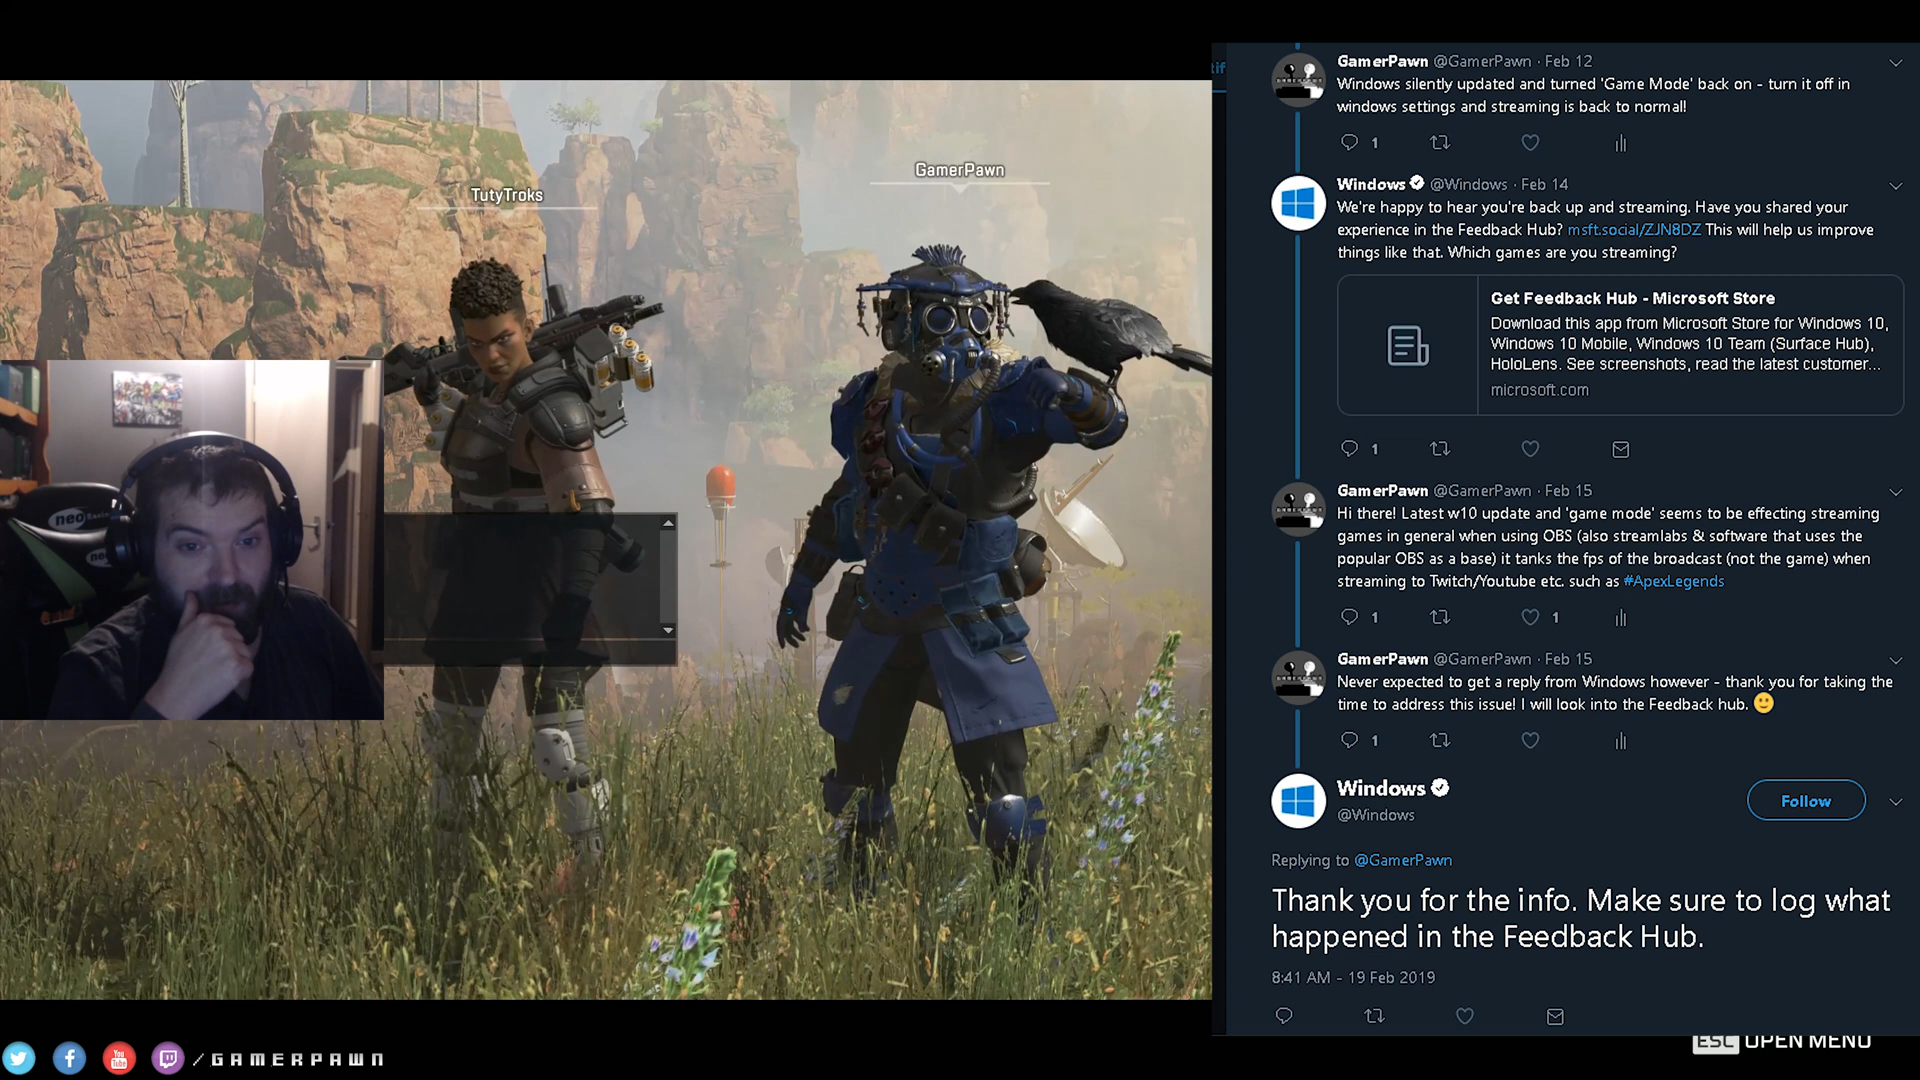 TutyTroks
GamerPawn
neo
ne
tif
GamerPawn @GamerPawn · Feb 12
Windows silently updated and turned 'Game Mode' back on - turn it off in
windows settings and streaming is back to normal!
1
Windows @Windows · Feb 14
We're happy to hear you're back up and streaming. Have you shared your
experience in the Feedback Hub? msft.social/ZJN8DZ This will help us improve
things like that. Which games are you streaming?
Get Feedback Hub - Microsoft Store
Download this app from Microsoft Store for Windows 10,
Windows 10 Mobile, Windows 10 Team (Surface Hub),
HoloLens. See screenshots, read the latest customer...
microsoft.com
1
GamerPawn @GamerPawn · Feb 15
Hi there! Latest w10 update and 'game mode' seems to be effecting streaming
games in general when using OBS (also streamlabs & software that uses the
popular OBS as a base) it tanks the fps of the broadcast (not the game) when
streaming to Twitch/Youtube etc. such as #ApexLegends
1 1
GamerPawn @GamerPawn · Feb 15
Never expected to get a reply from Windows however - thank you for taking the
time to address this issue! I will look into the Feedback hub. 🙂
1
Windows
@Windows
Follow
Replying to @GamerPawn
Thank you for the info. Make sure to log what
happened in the Feedback Hub.
8:41 AM - 19 Feb 2019
ESC OPEN MENU
You Tube
/GAMERPAWN